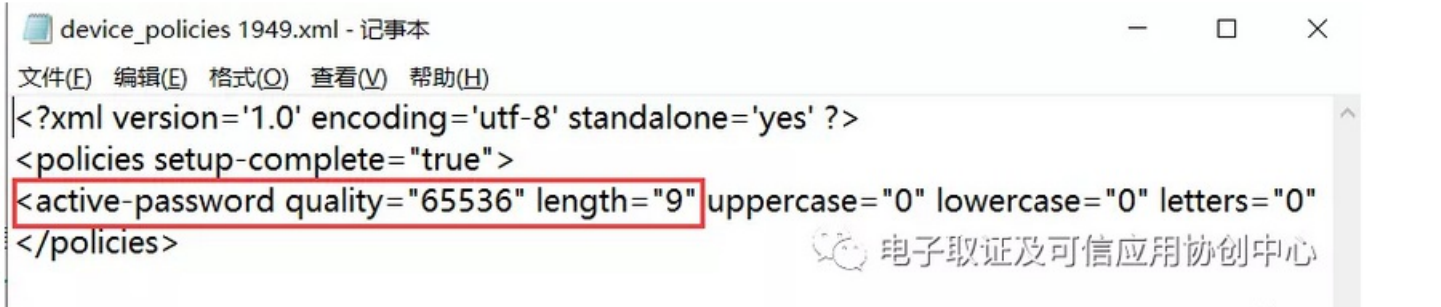 device_policies 1949.xml - 记事本
文件(F) 编辑(E) 格式(O) 查看(V) 帮助(H)
<?xml version='1.0' encoding='utf-8' standalone='yes' ?>
<policies setup-complete="true">
<active-password quality="65536" length="9" uppercase="0" lowercase="0" letters="0"
</policies>
电子取证及可信应用协创中心